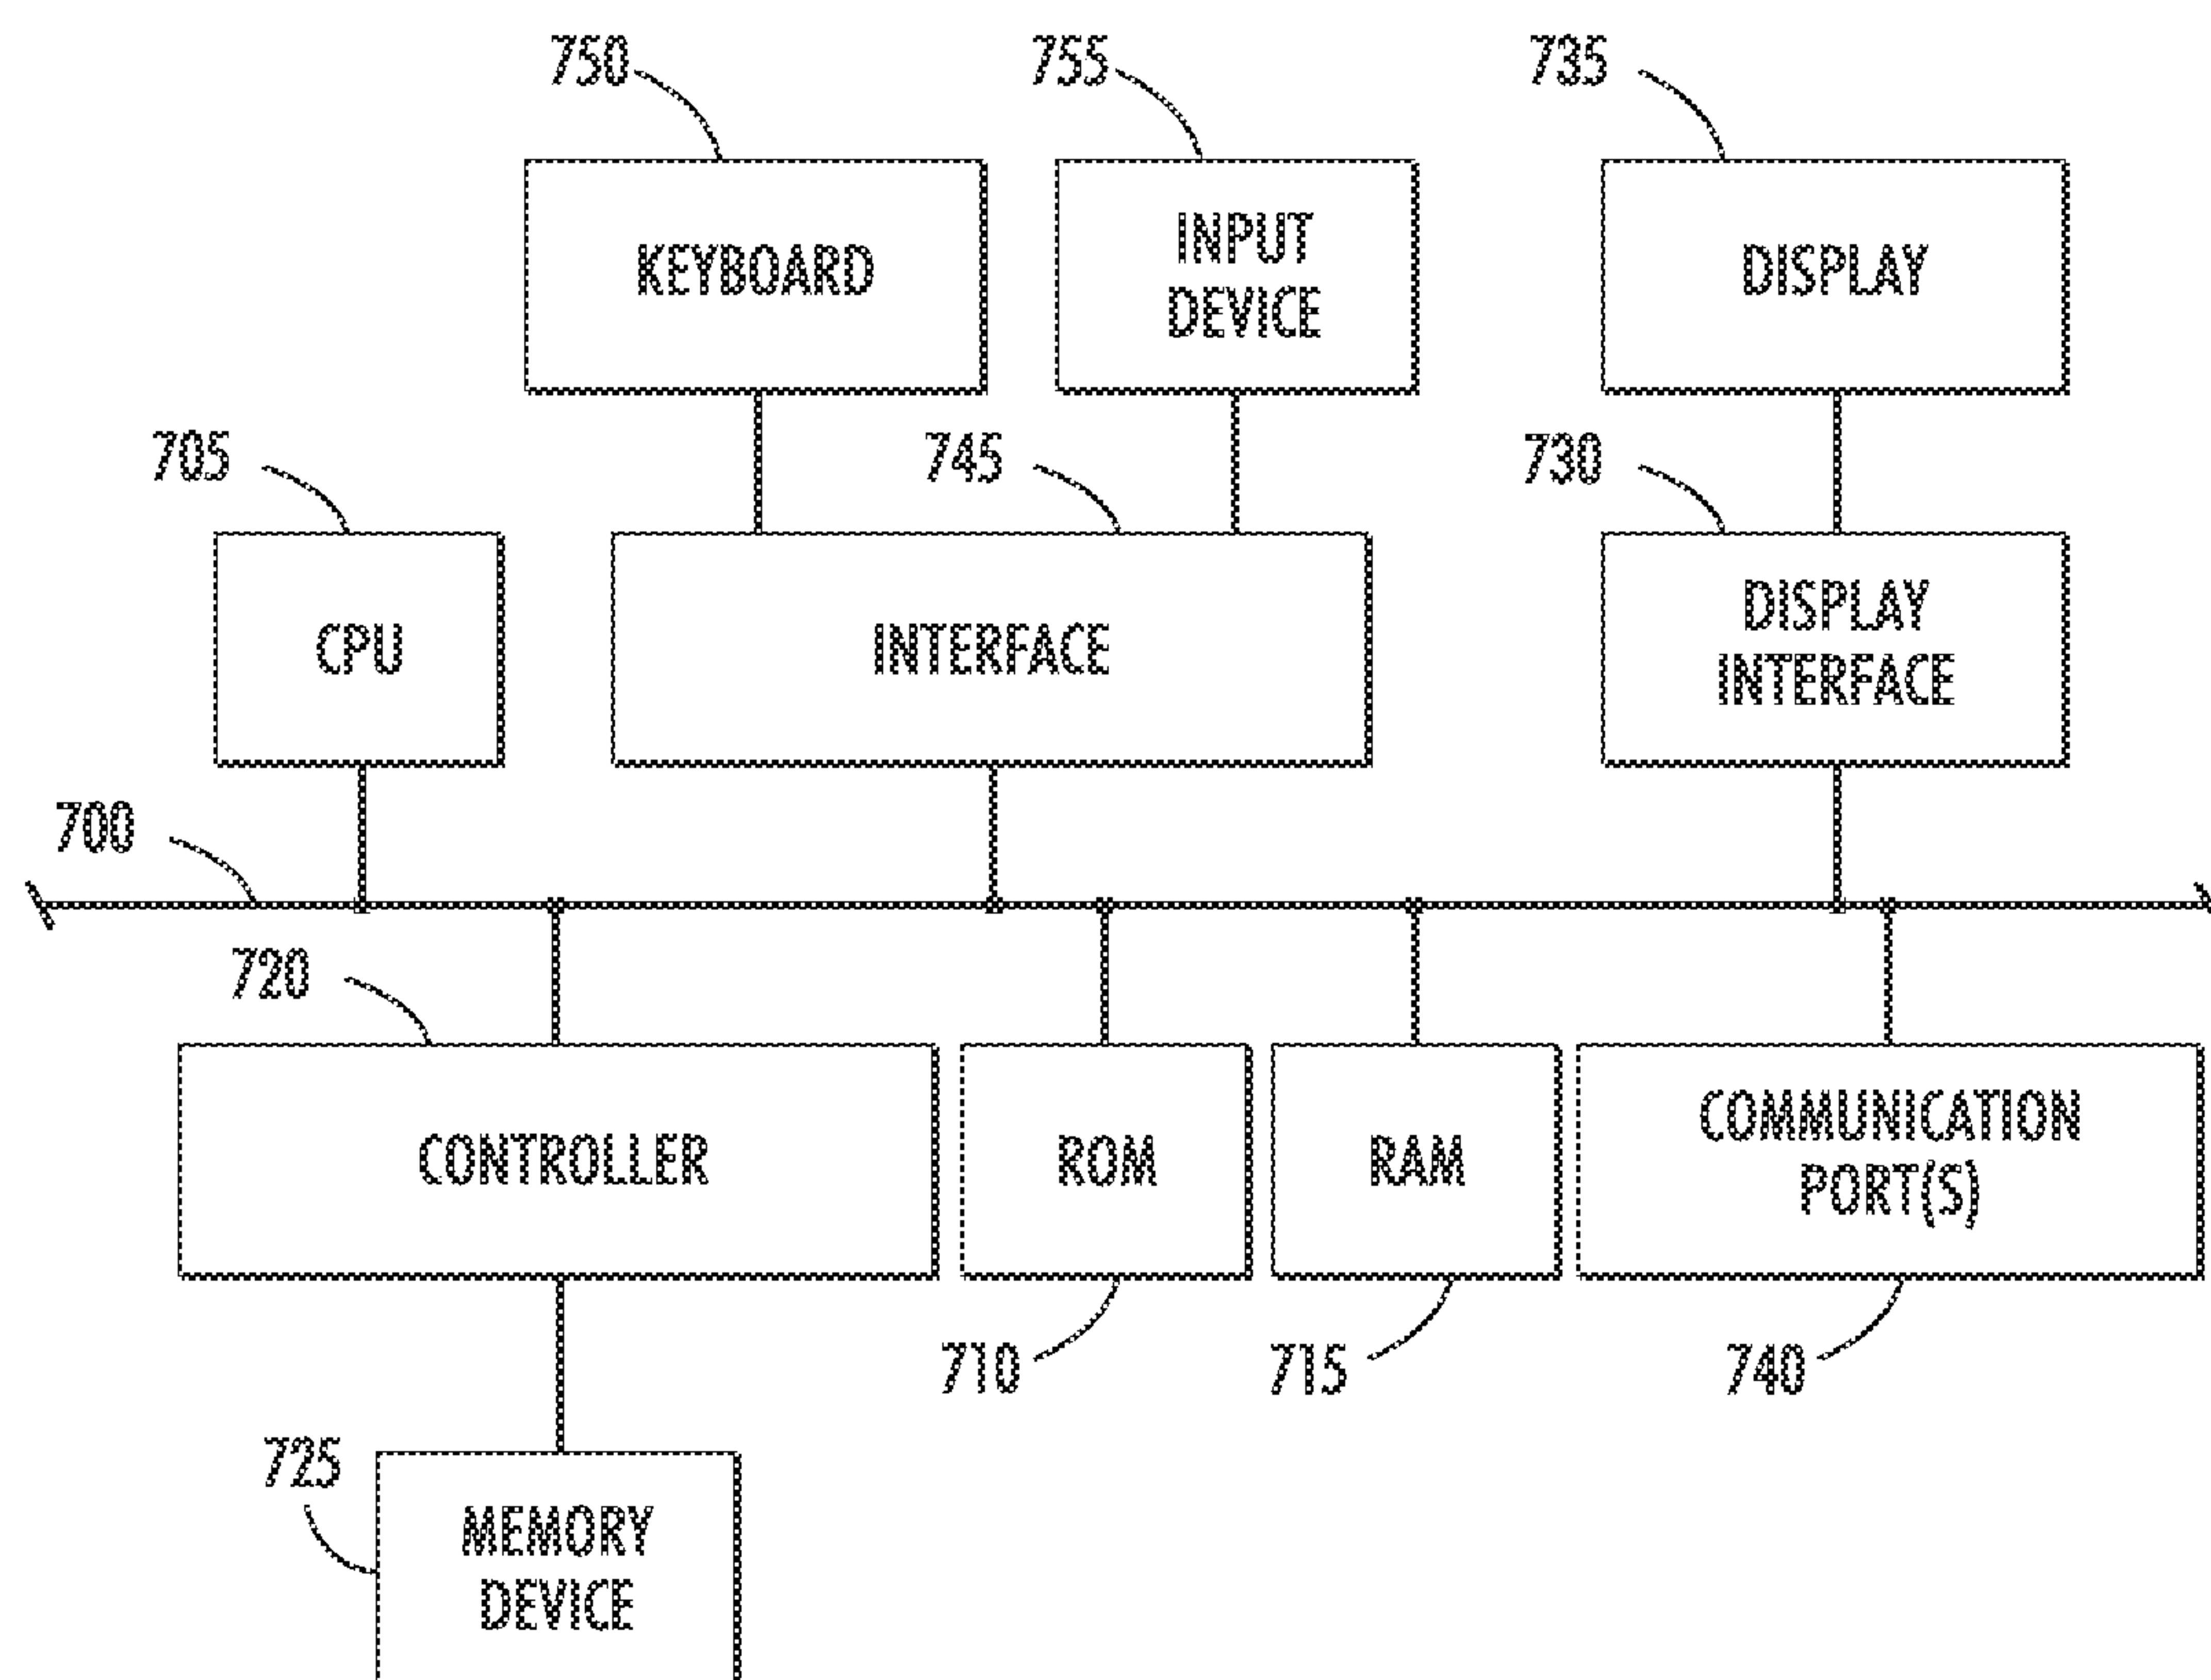 750
755
735
KEYBOARD
INPUT
DEVICE
DISPLAY
705
745
730
CPU
INTERFACE
DISPLAY
INTERFACE
700
720
CONTROLLER
ROM
RAM
COMMUNICATION
PORT(S)
710
715
740
725
MEMORY
DEVICE